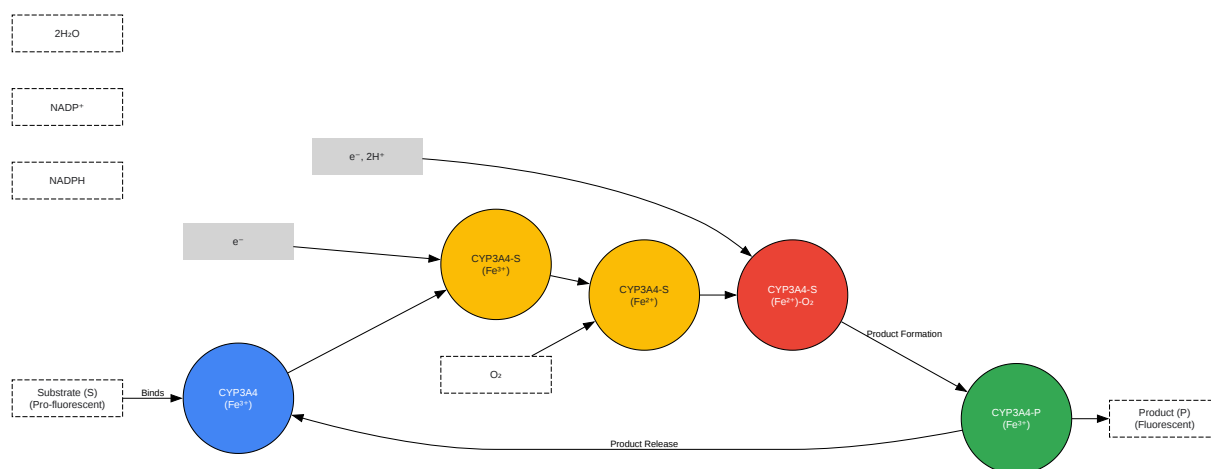 2H₂O
NADP⁺
NADPH
e⁻, 2H⁺
e⁻
CYP3A4-S
(Fe³⁺)
CYP3A4-S
(Fe²⁺)
CYP3A4-S
(Fe²⁺)-O₂
Product Formation
O₂
Substrate (S)
(Pro-fluorescent)
Binds
CYP3A4
(Fe³⁺)
CYP3A4-P
(Fe³⁺)
Product (P)
(Fluorescent)
Product Release